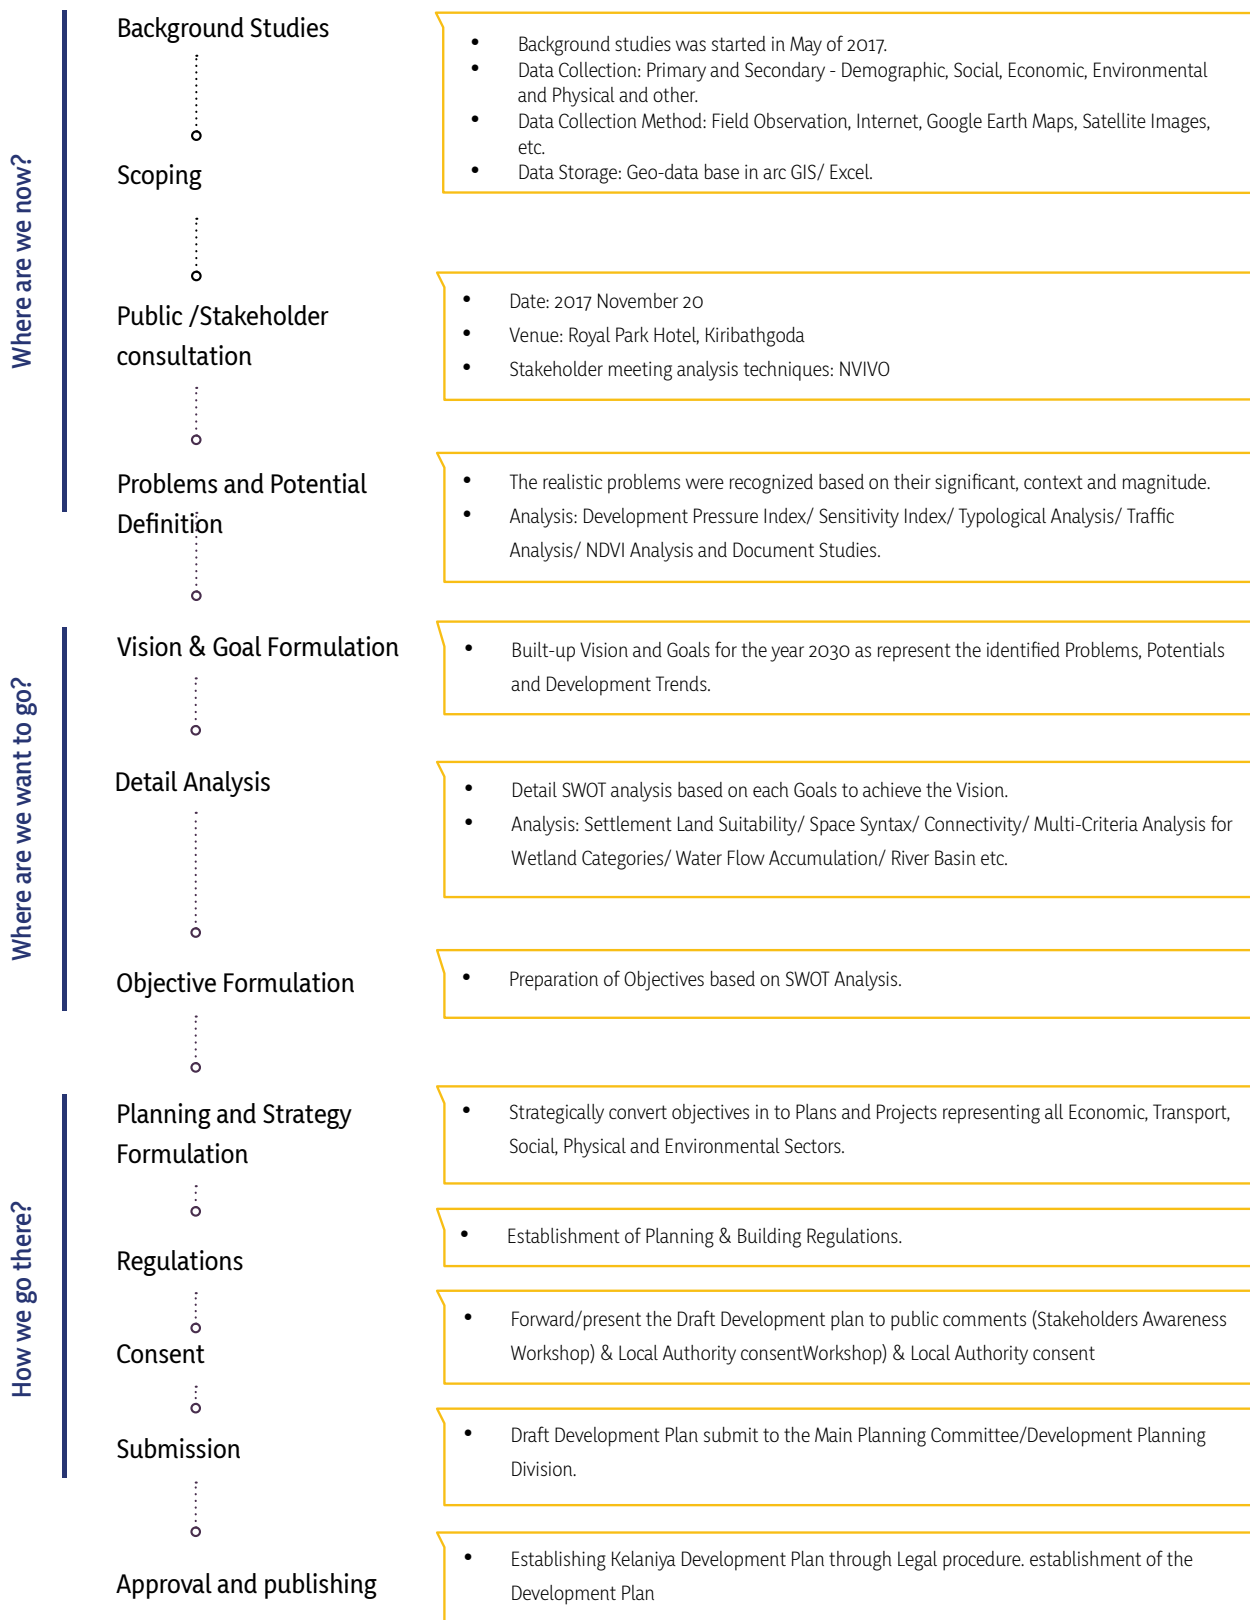 Where are we now?
Background Studies
• Background studies was started in May of 2017.
• Data Collection: Primary and Secondary - Demographic, Social, Economic, Environmental
and Physical and other.
• Data Collection Method: Field Observation, Internet, Google Earth Maps, Satellite Images,
etc.
• Data Storage: Geo-data base in arc GIS/ Excel.
Scoping
Public /Stakeholder
consultation
• Date: 2017 November 20
• Venue: Royal Park Hotel, Kiribathgoda
• Stakeholder meeting analysis techniques: NVIVO
Problems and Potential
Definition
• The realistic problems were recognized based on their significant, context and magnitude.
• Analysis: Development Pressure Index/ Sensitivity Index/ Typological Analysis/ Traffic
Analysis/ NDVI Analysis and Document Studies.
Where are we want to go?
Vision & Goal Formulation
• Built-up Vision and Goals for the year 2030 as represent the identified Problems, Potentials
and Development Trends.
Detail Analysis
• Detail SWOT analysis based on each Goals to achieve the Vision.
• Analysis: Settlement Land Suitability/ Space Syntax/ Connectivity/ Multi-Criteria Analysis for
Wetland Categories/ Water Flow Accumulation/ River Basin etc.
Objective Formulation
• Preparation of Objectives based on SWOT Analysis.
How we go there?
Planning and Strategy
Formulation
• Strategically convert objectives in to Plans and Projects representing all Economic, Transport,
Social, Physical and Environmental Sectors.
Regulations
• Establishment of Planning & Building Regulations.
Consent
• Forward/present the Draft Development plan to public comments (Stakeholders Awareness
Workshop) & Local Authority consentWorkshop) & Local Authority consent
Submission
• Draft Development Plan submit to the Main Planning Committee/Development Planning
Division.
Approval and publishing
• Establishing Kelaniya Development Plan through Legal procedure. establishment of the
Development Plan